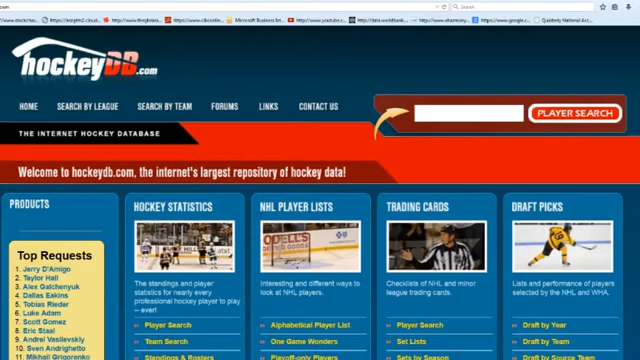 .com
Search
hockeyDB.com
HOME SEARCH BY LEAGUE SEARCH BY TEAM FORUMS LINKS CONTACT US
PLAYER SEARCH
THE INTERNET HOCKEY DATABASE
Welcome to hockeydb.com, the internet's largest repository of hockey data!
PRODUCTS
Top Requests
1. Jerry D'Amigo
2. Taylor Hall
3. Alex Galchenyuk
4. Dallas Eakins
5. Tobias Rieder
6. Luke Adam
7. Scott Gomez
8. Eric Staal
9. Andrei Vasilevskiy
10. Sven Andrighetto
11. Mikhail Grigorenko
HOCKEY STATISTICS
The standings and player
statistics for nearly every
professional hockey player to play
-- ever!
Player Search
Team Search
Standings & Rosters
NHL PLAYER LISTS
Interesting and different ways to
look at NHL players.
Alphabetical Player List
One Game Wonders
Playoff-only Players
TRADING CARDS
Checklists of NHL and minor
league trading cards.
Player Search
Set Lists
Sets by Season
DRAFT PICKS
Lists and performance of players
selected by the NHL and WHA.
Draft by Year
Draft by Team
Draft by Source Team